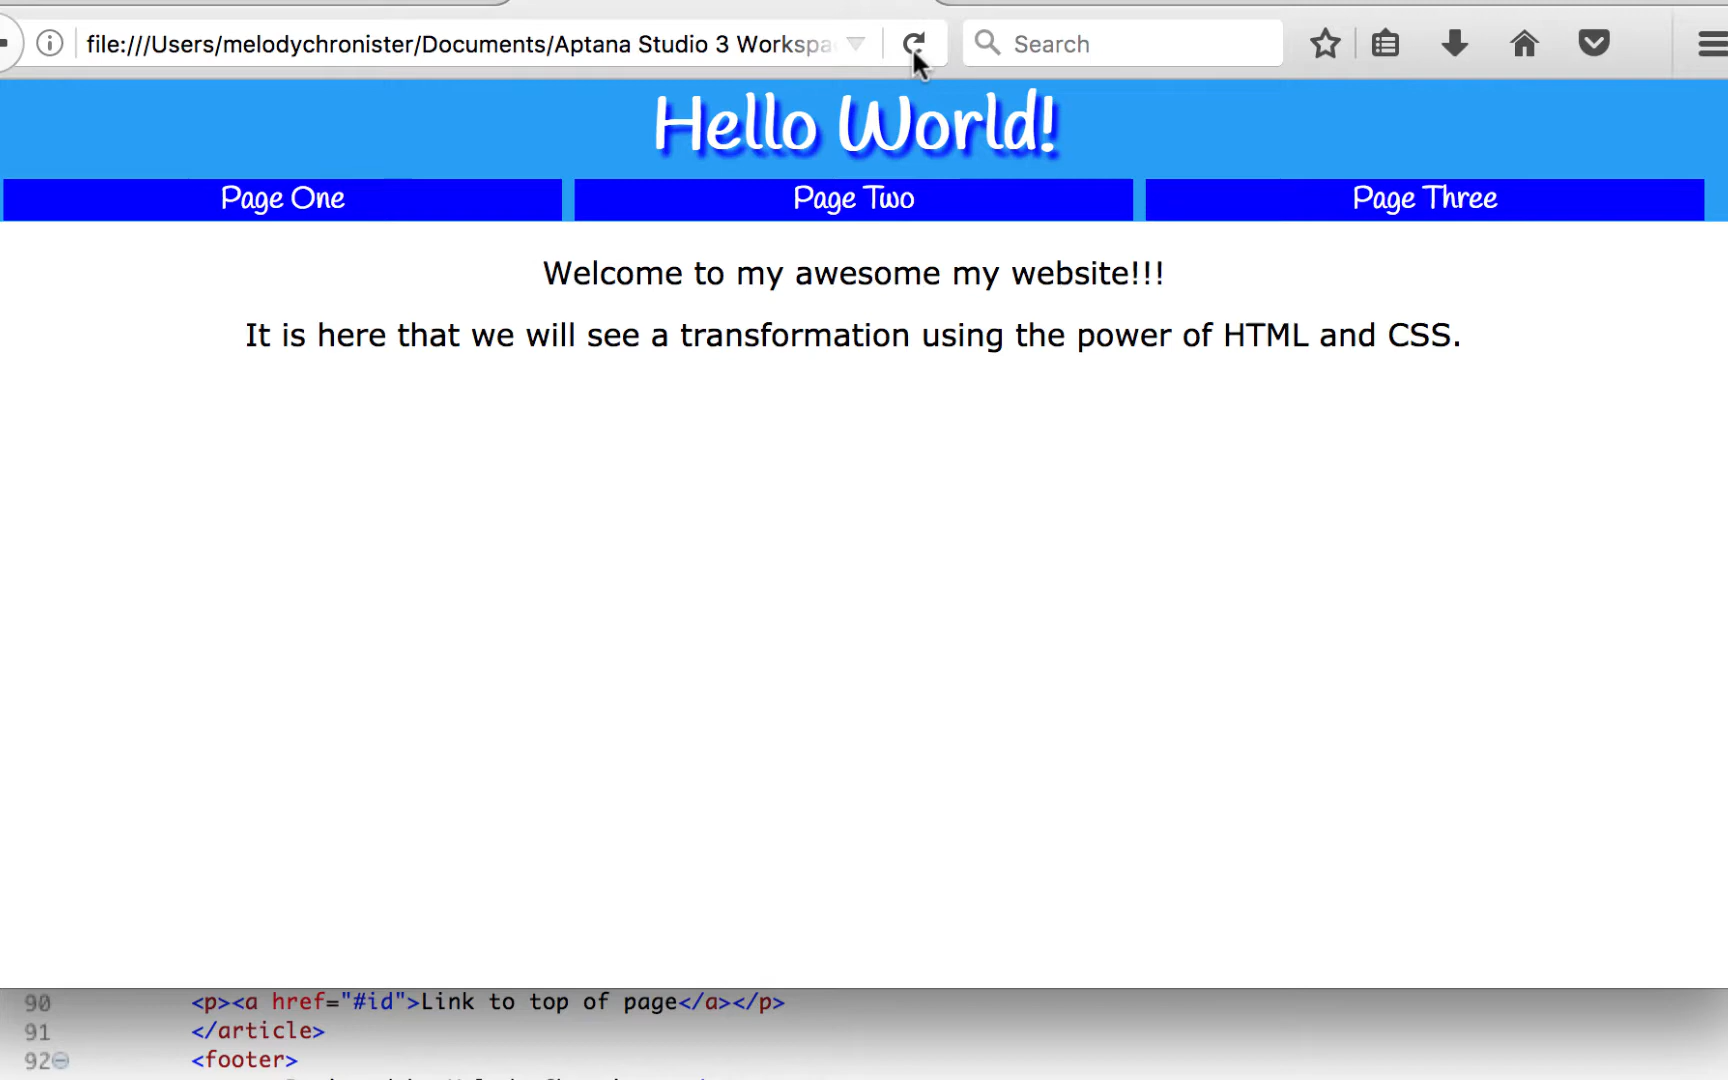 file:///Users/melodychronister/Documents/Aptana Studio 3 Workspa
Search
Hello World!
Page One Page Two Page Three
Welcome to my awesome my website!!!
It is here that we will see a transformation using the power of HTML and CSS.
90 <p><a href="#id">Link to top of page</a></p>
91 </article>
92 <footer>